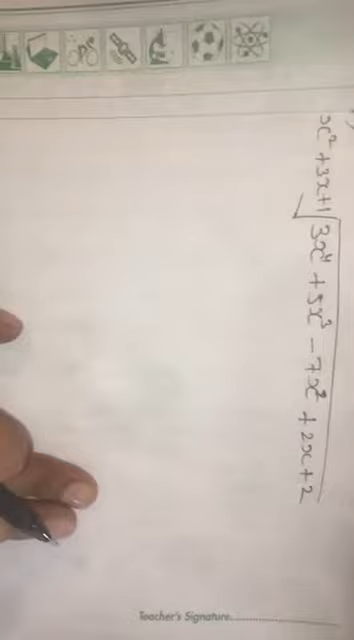 x² + 3x + 1 √ 3x⁴ + 5x³ - 7x² + 2x + 2
Teacher's Signature